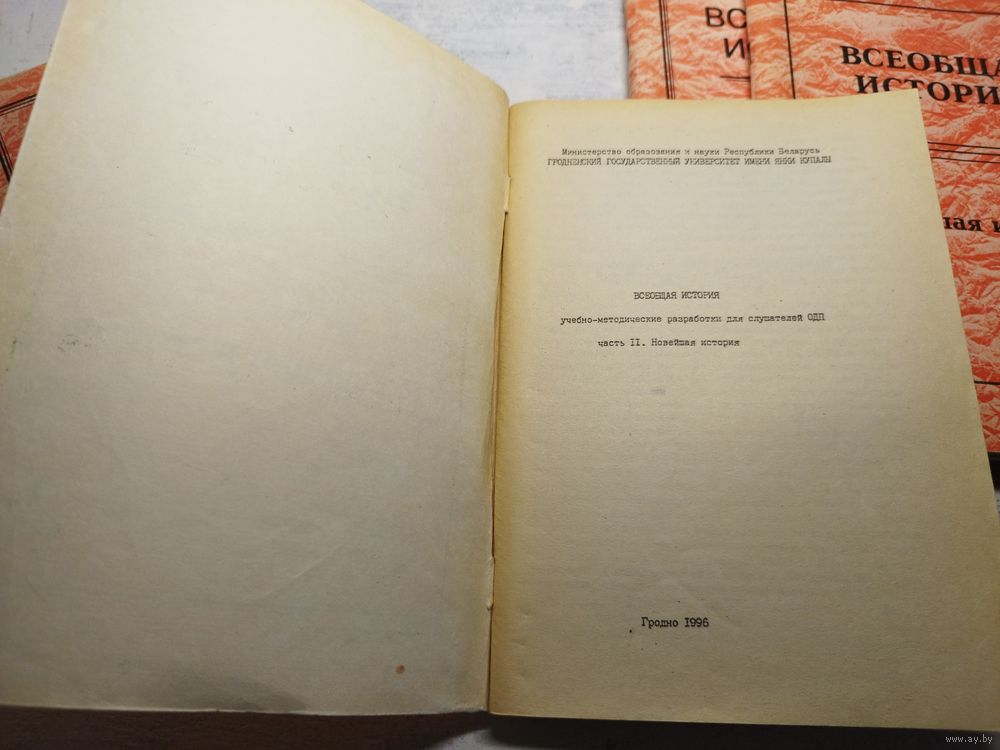 Министерство образования и науки Республики Беларусь
ГРОДНЕНСКИЙ ГОСУДАРСТВЕННЫЙ УНИВЕРСИТЕТ ИМЕНИ ЯНКИ КУПАЛЫ
ВСЕОБЩАЯ ИСТОРИЯ
учебно-методические разработки для слушателей ОДП
часть II. Новейшая история
Гродно 1996
ВС
И
ВСЕОБЩА
ИСТОРИ
ая и
www.ay.by